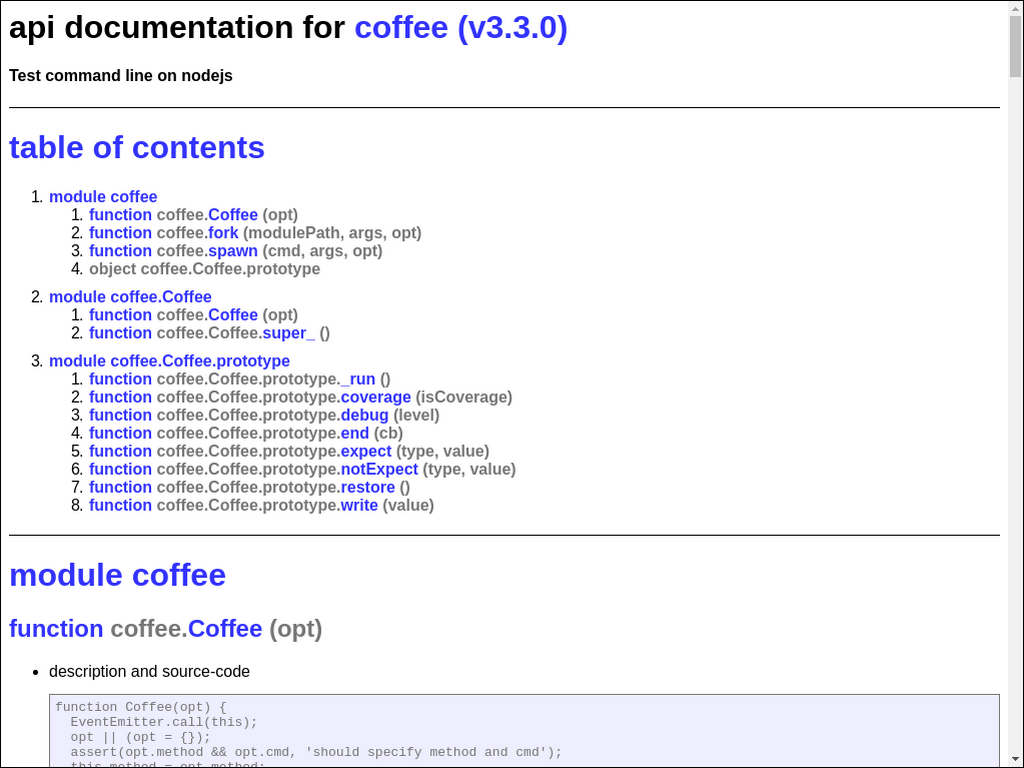 api documentation for coffee (v3.3.0)
Test command line on nodejs
table of contents
1. module coffee
1. function coffee.Coffee (opt)
2. function coffee.fork (modulePath, args, opt)
3. function coffee.spawn (cmd, args, opt)
4. object coffee.Coffee.prototype
2. module coffee.Coffee
1. function coffee.Coffee (opt)
2. function coffee.Coffee.super_ ()
3. module coffee.Coffee.prototype
1. function coffee.Coffee.prototype._run ()
2. function coffee.Coffee.prototype.coverage (isCoverage)
3. function coffee.Coffee.prototype.debug (level)
4. function coffee.Coffee.prototype.end (cb)
5. function coffee.Coffee.prototype.expect (type, value)
6. function coffee.Coffee.prototype.notExpect (type, value)
7. function coffee.Coffee.prototype.restore ()
8. function coffee.Coffee.prototype.write (value)
module coffee
function coffee.Coffee (opt)
• description and source-code
function Coffee(opt) {
EventEmitter.call(this);
opt || (opt = {});
assert(opt.method && opt.cmd, 'should specify method and cmd');
this.method = opt.method;